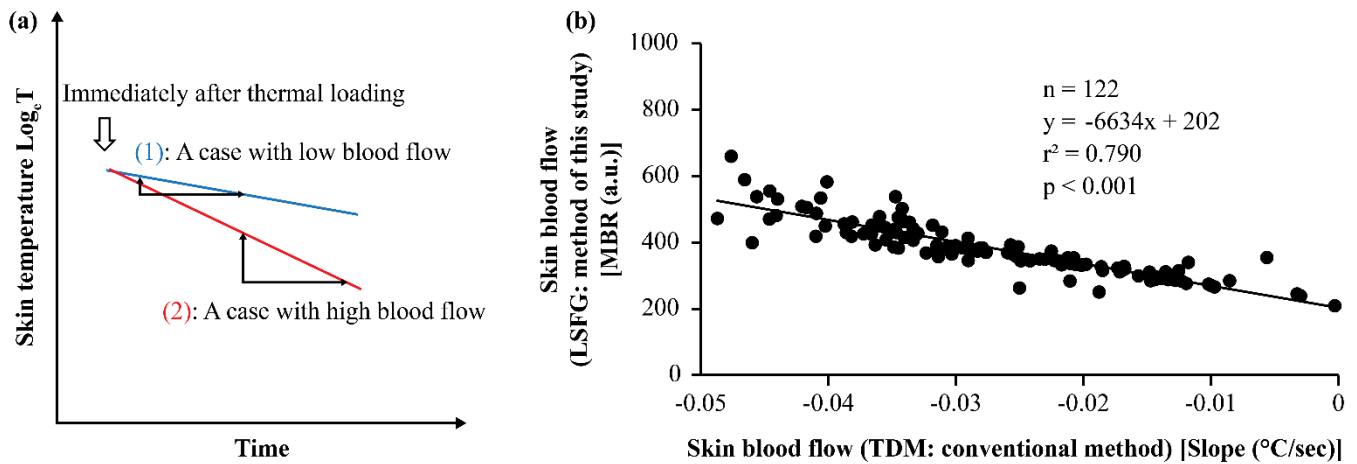 (a)
Skin temperature LogₑT
Immediately after thermal loading
(1): A case with low blood flow
(2): A case with high blood flow
Time
(b)
Skin blood flow
(LSFG: method of this study)
[MBR (a.u.)]
1000
800
600
400
200
0
n = 122
y = -6634x + 202
r² = 0.790
p < 0.001
-0.05 -0.04 -0.03 -0.02 -0.01 0
Skin blood flow (TDM: conventional method) [Slope (°C/sec)]